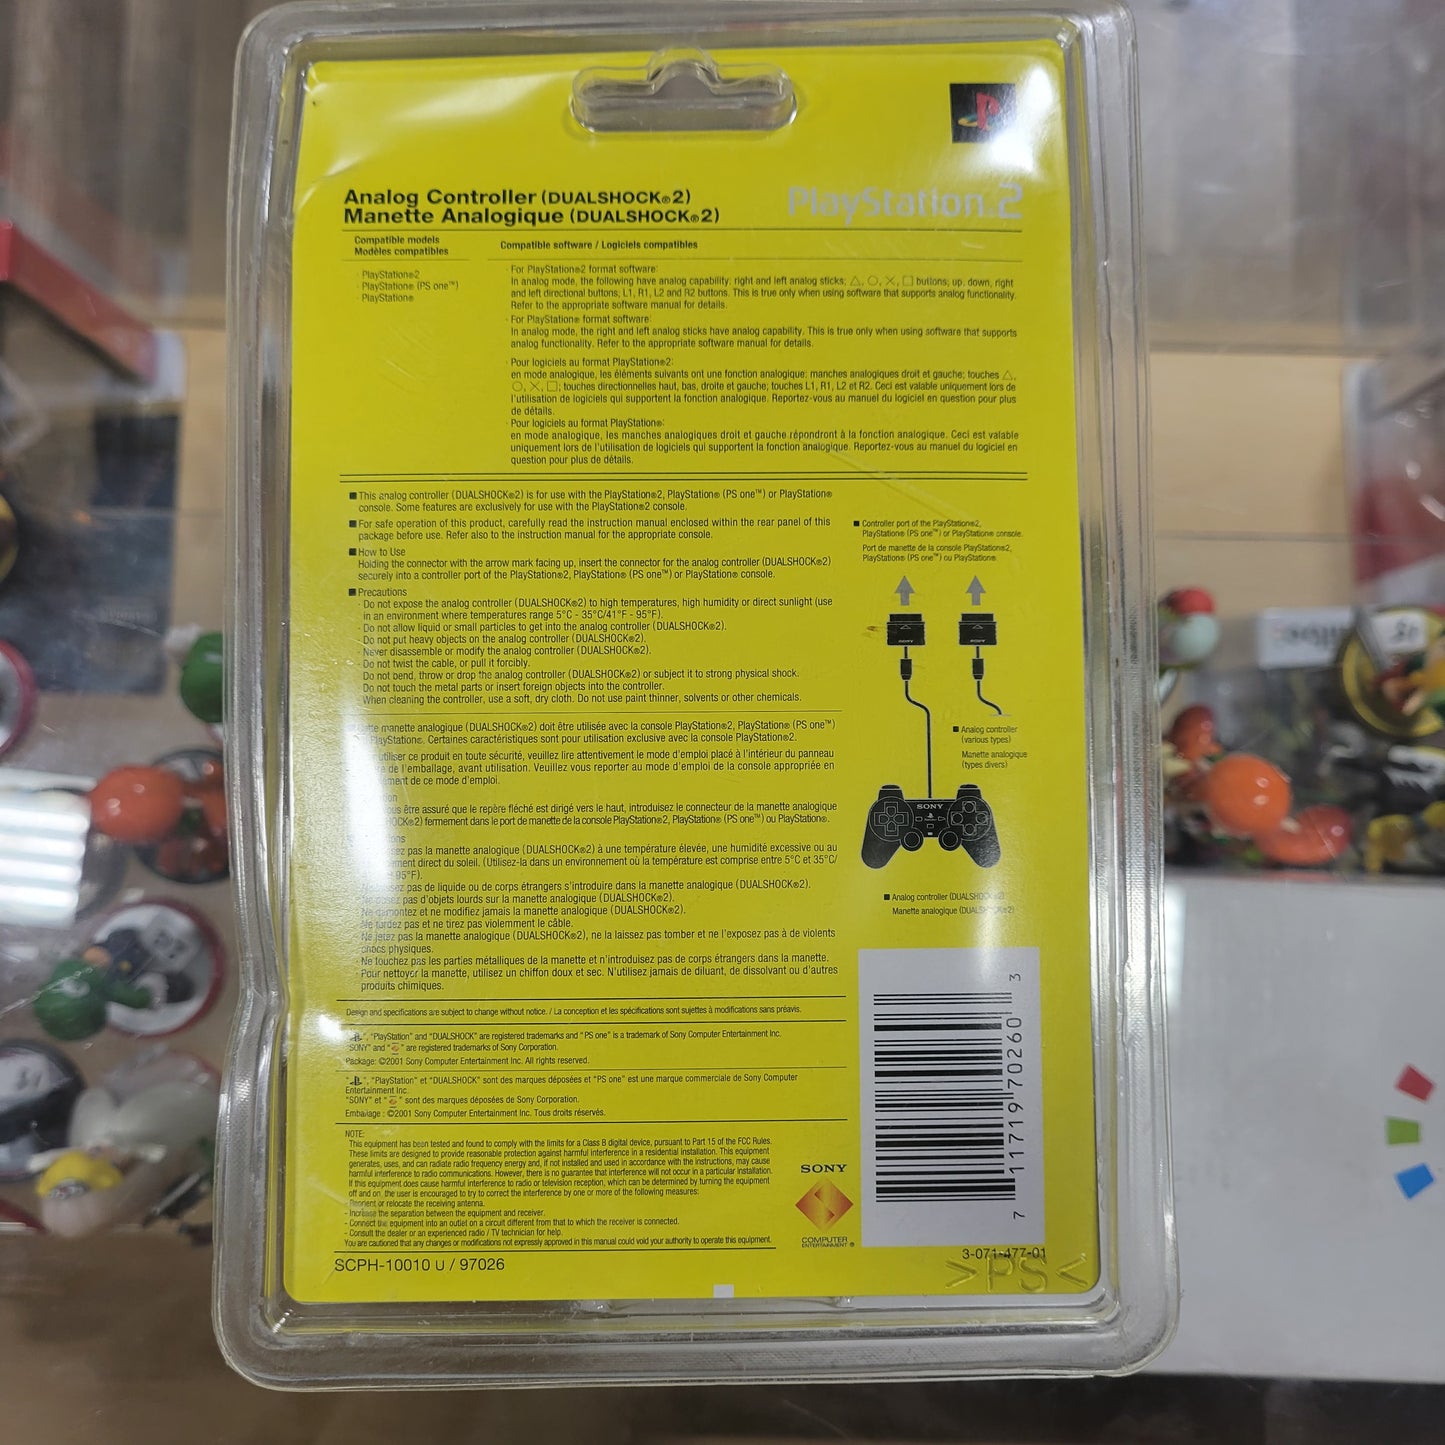 Analog Controller (DUALSHOCK®2)
Manette Analogique (DUALSHOCK®2)
PlayStation®2
Compatible models
Modèles compatibles
· PlayStation®2
· PlayStation® (PS one™)
· PlayStation®
Compatible software / Logiciels compatibles
· For PlayStation®2 format software:
In analog mode, the following have analog capability: right and left analog sticks; △, ○, ✕, □ buttons; up, down, right
and left directional buttons; L1, R1, L2 and R2 buttons. This is true only when using software that supports analog functionality.
Refer to the appropriate software manual for details.
· For PlayStation® format software:
In analog mode, the right and left analog sticks have analog capability. This is true only when using software that supports
analog functionality. Refer to the appropriate software manual for details.
· Pour logiciels au format PlayStation®2:
en mode analogique, les éléments suivants ont une fonction analogique: manches analogiques droit et gauche; touches △,
○, ✕, □; touches directionnelles haut, bas, droite et gauche; touches L1, R1, L2 et R2. Ceci est valable uniquement lors de
l'utilisation de logiciels qui supportent la fonction analogique. Reportez-vous au manuel du logiciel en question pour plus
de détails.
· Pour logiciels au format PlayStation®:
en mode analogique, les manches analogiques droit et gauche répondront à la fonction analogique. Ceci est valable
uniquement lors de l'utilisation de logiciels qui supportent la fonction analogique. Reportez-vous au manuel du logiciel en
question pour plus de détails.
■ This analog controller (DUALSHOCK®2) is for use with the PlayStation®2, PlayStation® (PS one™) or PlayStation®
console. Some features are exclusively for use with the PlayStation®2 console.
■ For safe operation of this product, carefully read the instruction manual enclosed within the rear panel of this
package before use. Refer also to the instruction manual for the appropriate console.
■ How to Use
Holding the connector with the arrow mark facing up, insert the connector for the analog controller (DUALSHOCK®2)
securely into a controller port of the PlayStation®2, PlayStation® (PS one™) or PlayStation® console.
■ Precautions
· Do not expose the analog controller (DUALSHOCK®2) to high temperatures, high humidity or direct sunlight (use
in an environment where temperatures range 5°C - 35°C/41°F - 95°F).
· Do not allow liquid or small particles to get into the analog controller (DUALSHOCK®2).
· Do not put heavy objects on the analog controller (DUALSHOCK®2).
· Never disassemble or modify the analog controller (DUALSHOCK®2).
· Do not twist the cable, or pull it forcibly.
· Do not bend, throw or drop the analog controller (DUALSHOCK®2) or subject it to strong physical shock.
· Do not touch the metal parts or insert foreign objects into the controller.
· When cleaning the controller, use a soft, dry cloth. Do not use paint thinner, solvents or other chemicals.
manette analogique (DUALSHOCK®2) doit être utilisée avec la console PlayStation®2, PlayStation® (PS one™)
PlayStation®. Certaines caractéristiques sont pour utilisation exclusive avec la console PlayStation®2.
utiliser ce produit en toute sécurité, veuillez lire attentivement le mode d'emploi placé à l'intérieur du panneau
de l'emballage, avant utilisation. Veuillez vous reporter au mode d'emploi de la console appropriée en
de ce mode d'emploi.
être assuré que le repère fléché est dirigé vers le haut, introduisez le connecteur de la manette analogique
fermement dans le port de manette de la console PlayStation®2, PlayStation® (PS one™) ou PlayStation®.
pas la manette analogique (DUALSHOCK®2) à une température élevée, une humidité excessive ou au
direct du soleil. (Utilisez-la dans un environnement où la température est comprise entre 5°C et 35°C/
95°F).
pas de liquide ou de corps étrangers s'introduire dans la manette analogique (DUALSHOCK®2).
pas d'objets lourds sur la manette analogique (DUALSHOCK®2).
Ne démontez et ne modifiez jamais la manette analogique (DUALSHOCK®2).
Ne tordez pas et ne tirez pas violemment le câble.
· Ne jetez pas la manette analogique (DUALSHOCK®2), ne la laissez pas tomber et ne l'exposez pas à de violents
chocs physiques.
· Ne touchez pas les parties métalliques de la manette et n'introduisez pas de corps étrangers dans la manette.
· Pour nettoyer la manette, utilisez un chiffon doux et sec. N'utilisez jamais de diluant, de dissolvant ou d'autres
produits chimiques.
■ Controller port of the PlayStation®2,
PlayStation® (PS one™) or PlayStation® console.
Port de manette de la console PlayStation®2,
PlayStation® (PS one™) ou PlayStation®
SONY
SONY
■ Analog controller
(various types)
Manette analogique
(types divers)
SONY
■ Analog controller (DUALSHOCK®2)
Manette analogique (DUALSHOCK®2)
Design and specifications are subject to change without notice. / La conception et les spécifications sont sujettes à modifications sans préavis.
" ", "PlayStation" and "DUALSHOCK" are registered trademarks and "PS one" is a trademark of Sony Computer Entertainment Inc.
"SONY" and " " are registered trademarks of Sony Corporation.
Package: ©2001 Sony Computer Entertainment Inc. All rights reserved.
" ", "PlayStation" et "DUALSHOCK" sont des marques déposées et "PS one" est une marque commerciale de Sony Computer
Entertainment Inc.
"SONY" et " " sont des marques déposées de Sony Corporation.
Emballage : ©2001 Sony Computer Entertainment Inc. Tous droits réservés.
NOTE:
This equipment has been tested and found to comply with the limits for a Class B digital device, pursuant to Part 15 of the FCC Rules.
These limits are designed to provide reasonable protection against harmful interference in a residential installation. This equipment
generates, uses, and can radiate radio frequency energy and, if not installed and used in accordance with the instructions, may cause
harmful interference to radio communications. However, there is no guarantee that interference will not occur in a particular installation.
If this equipment does cause harmful interference to radio or television reception, which can be determined by turning the equipment
off and on, the user is encouraged to try to correct the interference by one or more of the following measures:
- Reorient or relocate the receiving antenna.
- Increase the separation between the equipment and receiver.
- Connect the equipment into an outlet on a circuit different from that to which the receiver is connected.
- Consult the dealer or an experienced radio / TV technician for help.
You are cautioned that any changes or modifications not expressly approved in this manual could void your authority to operate this equipment.
SCPH-10010 U / 97026
SONY
COMPUTER
ENTERTAINMENT ®
7 11719 70260 3
3-071-477-01
>PS<